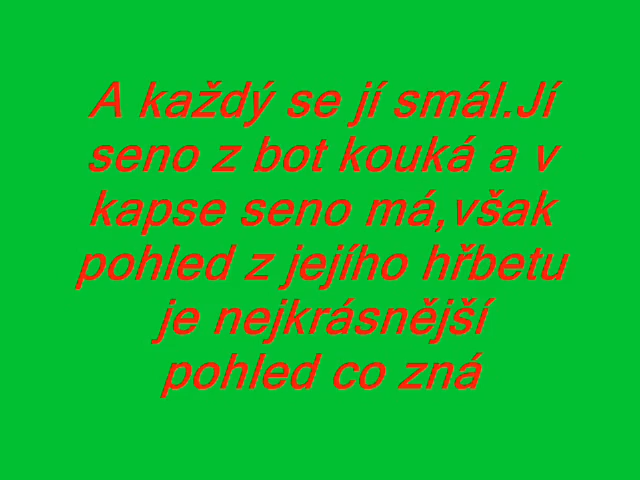 A každý se jí smál.Jí
seno z bot kouká a v
kapse seno má,však
pohled z jejího hřbetu
je nejkrásnější
pohled co zná